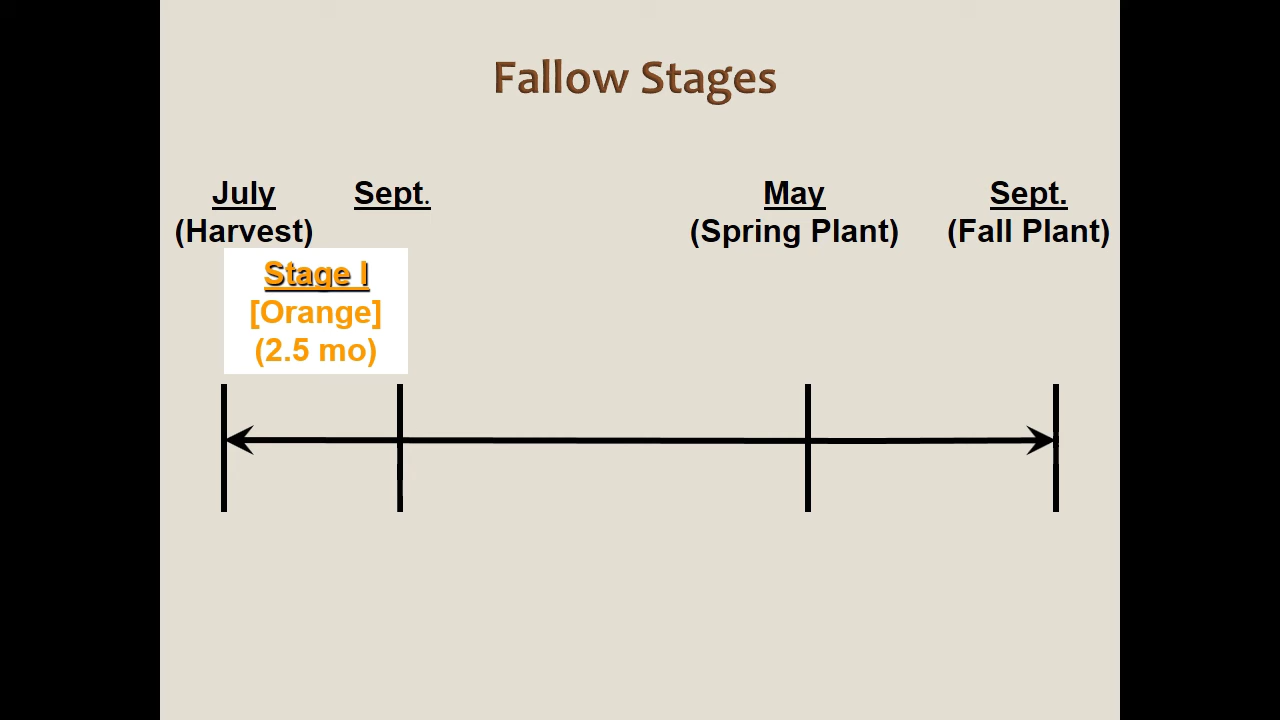 Fallow Stages
July
(Harvest)
Sept.
May
(Spring Plant)
Sept.
(Fall Plant)
Stage I
[Orange]
(2.5 mo)